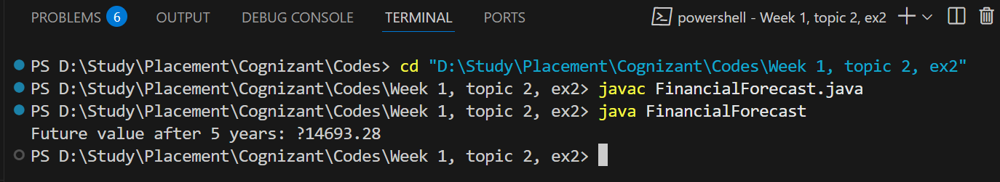 PROBLEMS 6 OUTPUT DEBUG CONSOLE TERMINAL PORTS powershell - Week 1, topic 2, ex2
PS D:\Study\Placement\Cognizant\Codes> cd "D:\Study\Placement\Cognizant\Codes\Week 1, topic 2, ex2"
PS D:\Study\Placement\Cognizant\Codes\Week 1, topic 2, ex2> javac FinancialForecast.java
PS D:\Study\Placement\Cognizant\Codes\Week 1, topic 2, ex2> java FinancialForecast
Future value after 5 years: ?14693.28
PS D:\Study\Placement\Cognizant\Codes\Week 1, topic 2, ex2>